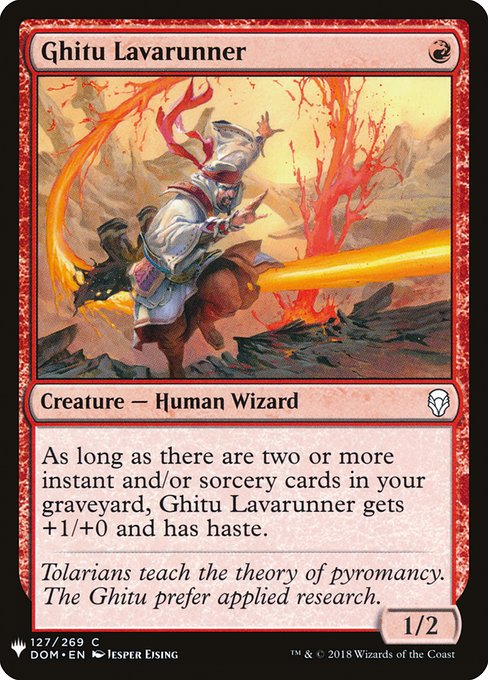 Ghitu Lavarunner
Creature — Human Wizard
As long as there are two or more
instant and/or sorcery cards in your
graveyard, Ghitu Lavarunner gets
+1/+0 and has haste.
Tolarians teach the theory of pyromancy.
The Ghitu prefer applied research.
1/2
127/269 C
DOM • EN Jesper Eising
™ & © 2018 Wizards of the Coast